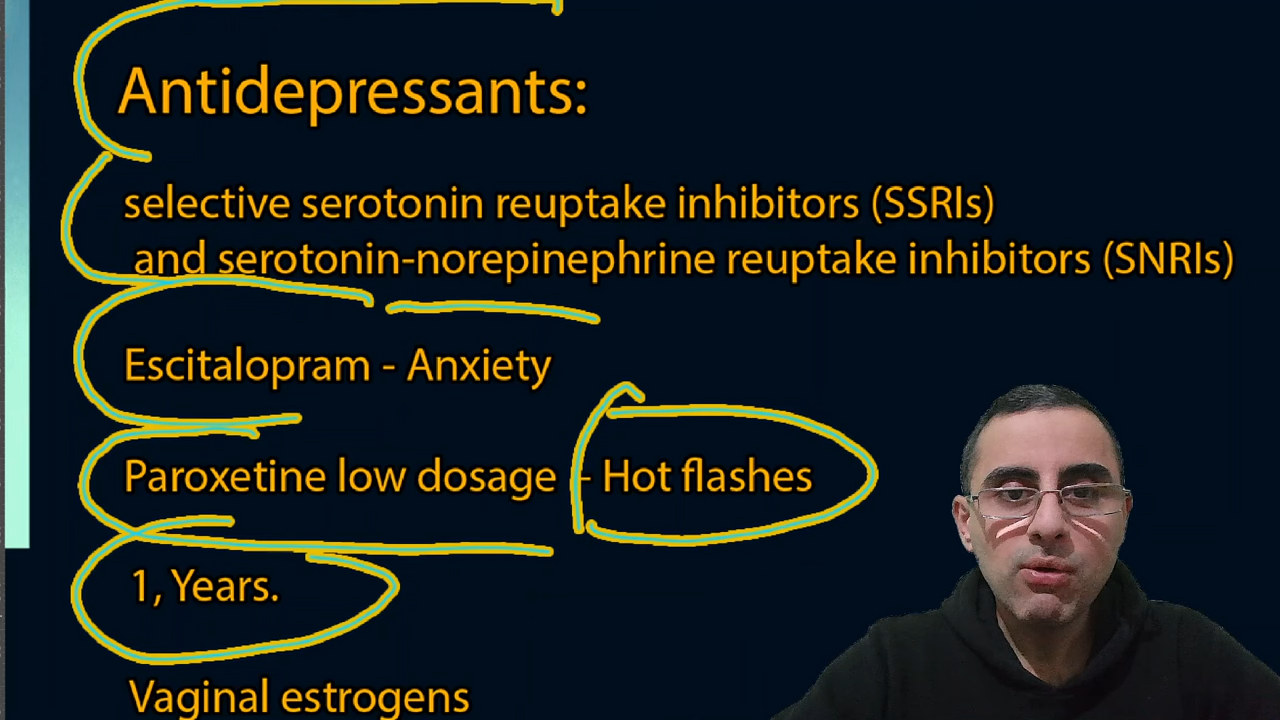 Antidepressants:
selective serotonin reuptake inhibitors (SSRIs)
and serotonin-norepinephrine reuptake inhibitors (SNRIs)
Escitalopram - Anxiety
Paroxetine low dosage - Hot flashes
1, Years.
Vaginal estrogens